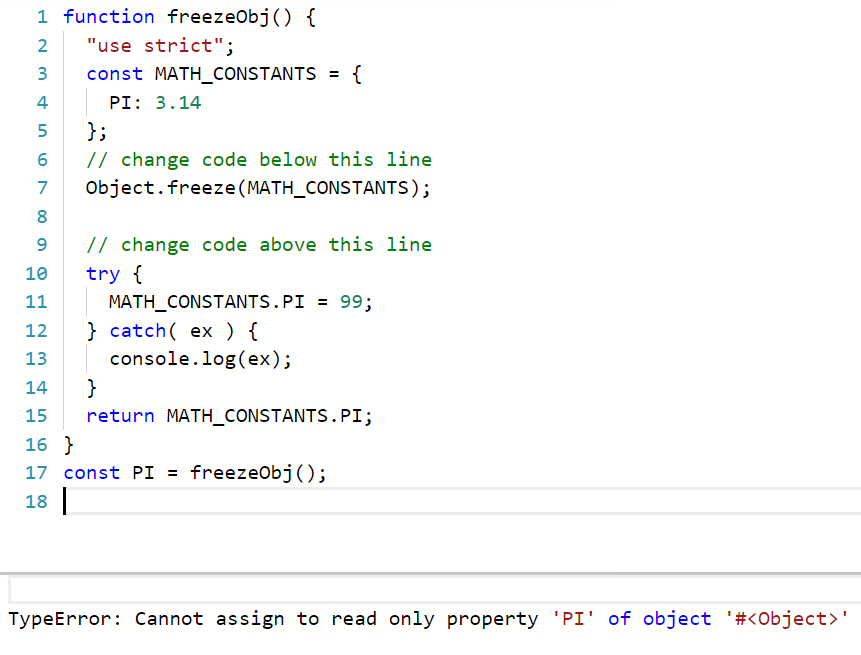 1 function freezeObj() {
2 "use strict";
3 const MATH_CONSTANTS = {
4 PI: 3.14
5 };
6 // change code below this line
7 Object.freeze(MATH_CONSTANTS);
8
9 // change code above this line
10 try {
11 MATH_CONSTANTS.PI = 99;
12 } catch( ex ) {
13 console.log(ex);
14 }
15 return MATH_CONSTANTS.PI;
16 }
17 const PI = freezeObj();
18
TypeError: Cannot assign to read only property 'PI' of object '#<Object>'